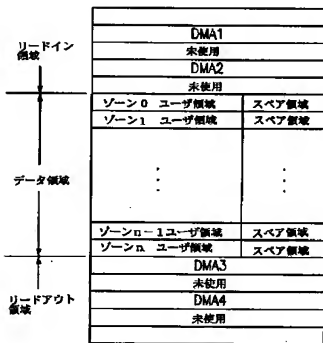 DMA1
リードイン
領域
未使用
DMA2
未使用
ゾーン0 ユーザ領域 スペア領域
ゾーン1 ユーザ領域 スペア領域
データ領域
ゾーンn-1ユーザ領域 スペア領域
ゾーンn ユーザ領域 スペア領域
DMA3
未使用
リードアウト
領域
DMA4
未使用